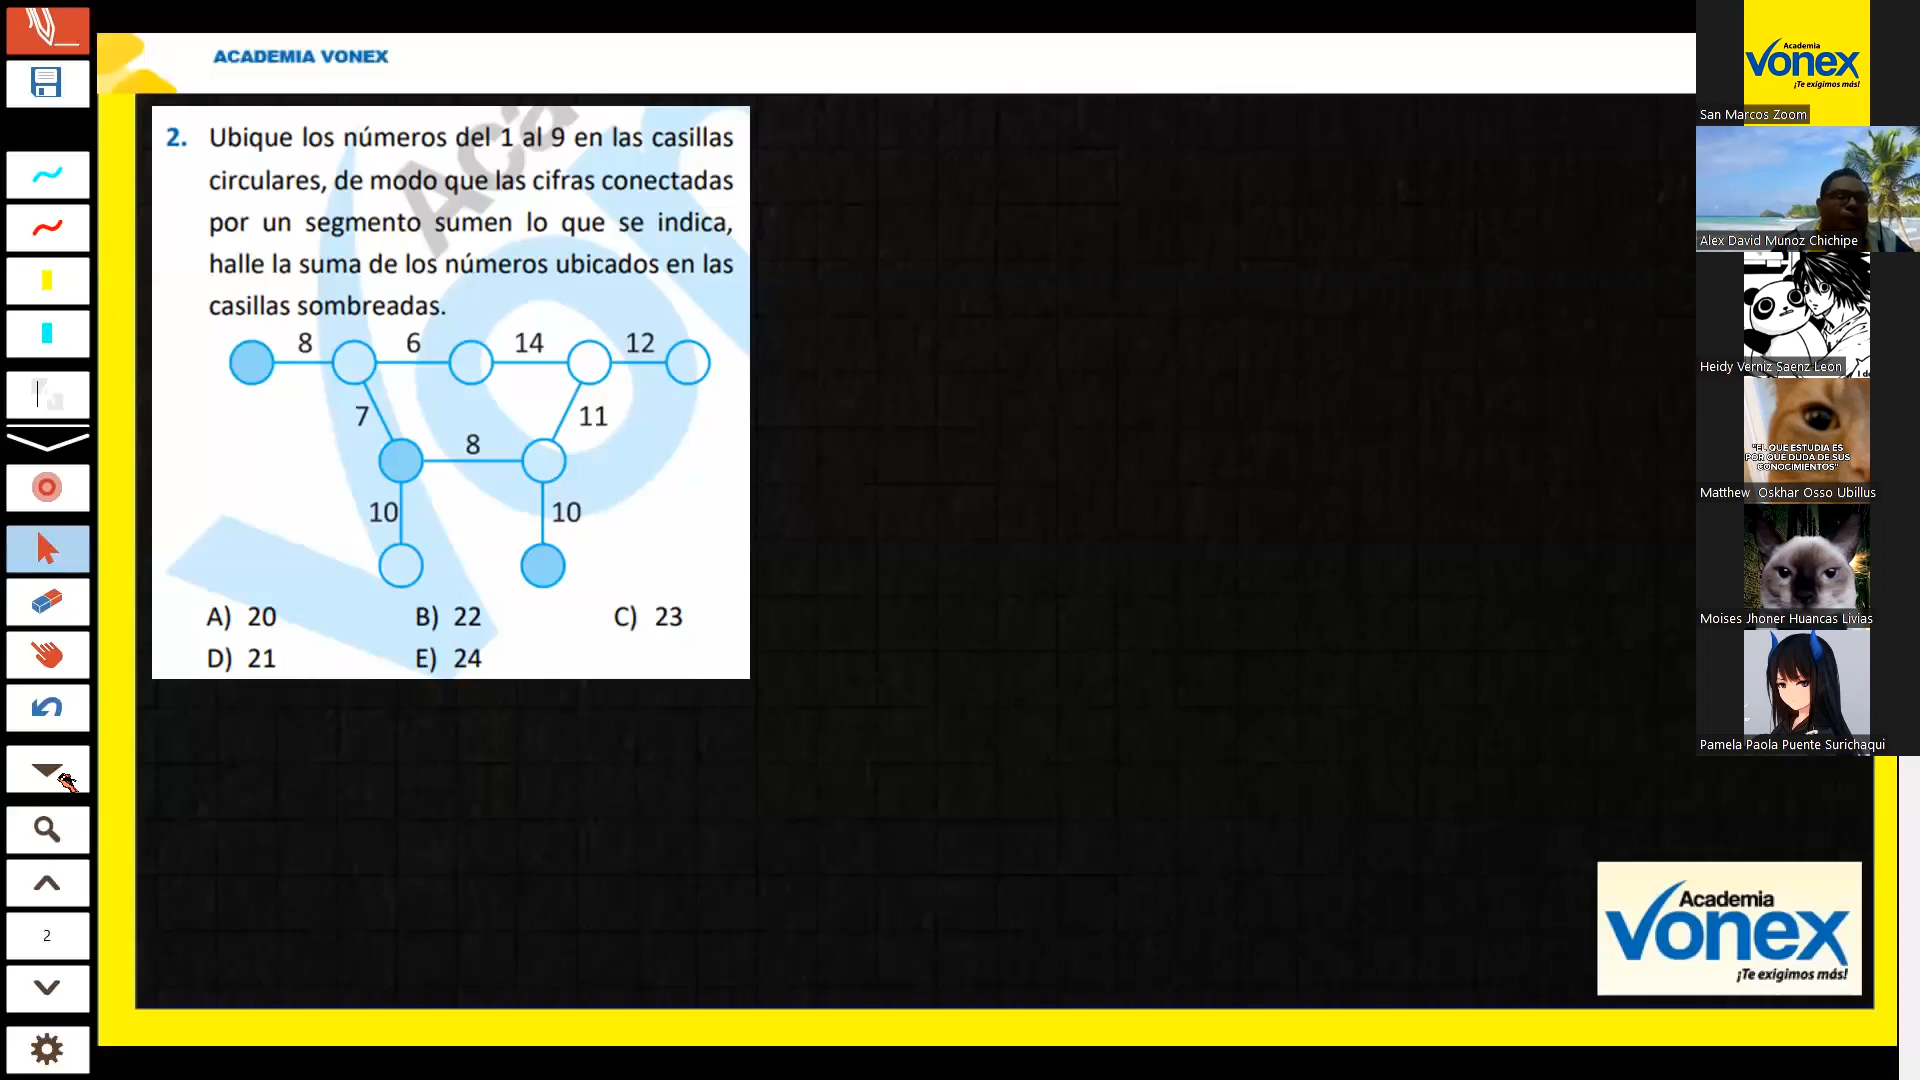 ACADEMIA VONEX
2. Ubique los números del 1 al 9 en las casillas
circulares, de modo que las cifras conectadas
por un segmento sumen lo que se indica,
halle la suma de los números ubicados en las
casillas sombreadas.
8 6 14 12
7 11
8
10 10
A) 20 B) 22 C) 23
D) 21 E) 24
Academia
vonex
¡Te exigimos más!
San Marcos Zoom
Alex David Munoz Chichipe
Heidy Verniz Saenz Leon
"EL QUE ESTUDIA ES
POR QUE DUDA DE SUS
CONOCIMIENTOS"
Matthew Oskhar Osso Ubillus
Moises Jhoner Huancas Livias
Pamela Paola Puente Surichaqui
2
Academia
vonex
¡Te exigimos más!